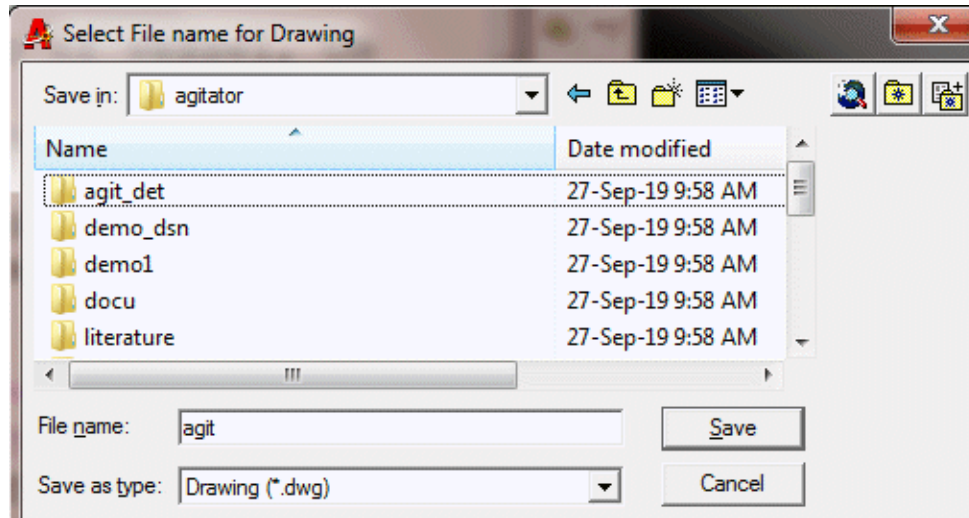 Select File name for Drawing
X
Save in: agitator
Name Date modified
agit_det 27-Sep-19 9:58 AM
demo_dsn 27-Sep-19 9:58 AM
demo1 27-Sep-19 9:58 AM
docu 27-Sep-19 9:58 AM
literature 27-Sep-19 9:58 AM
File name: agit Save
Save as type: Drawing (*.dwg) Cancel